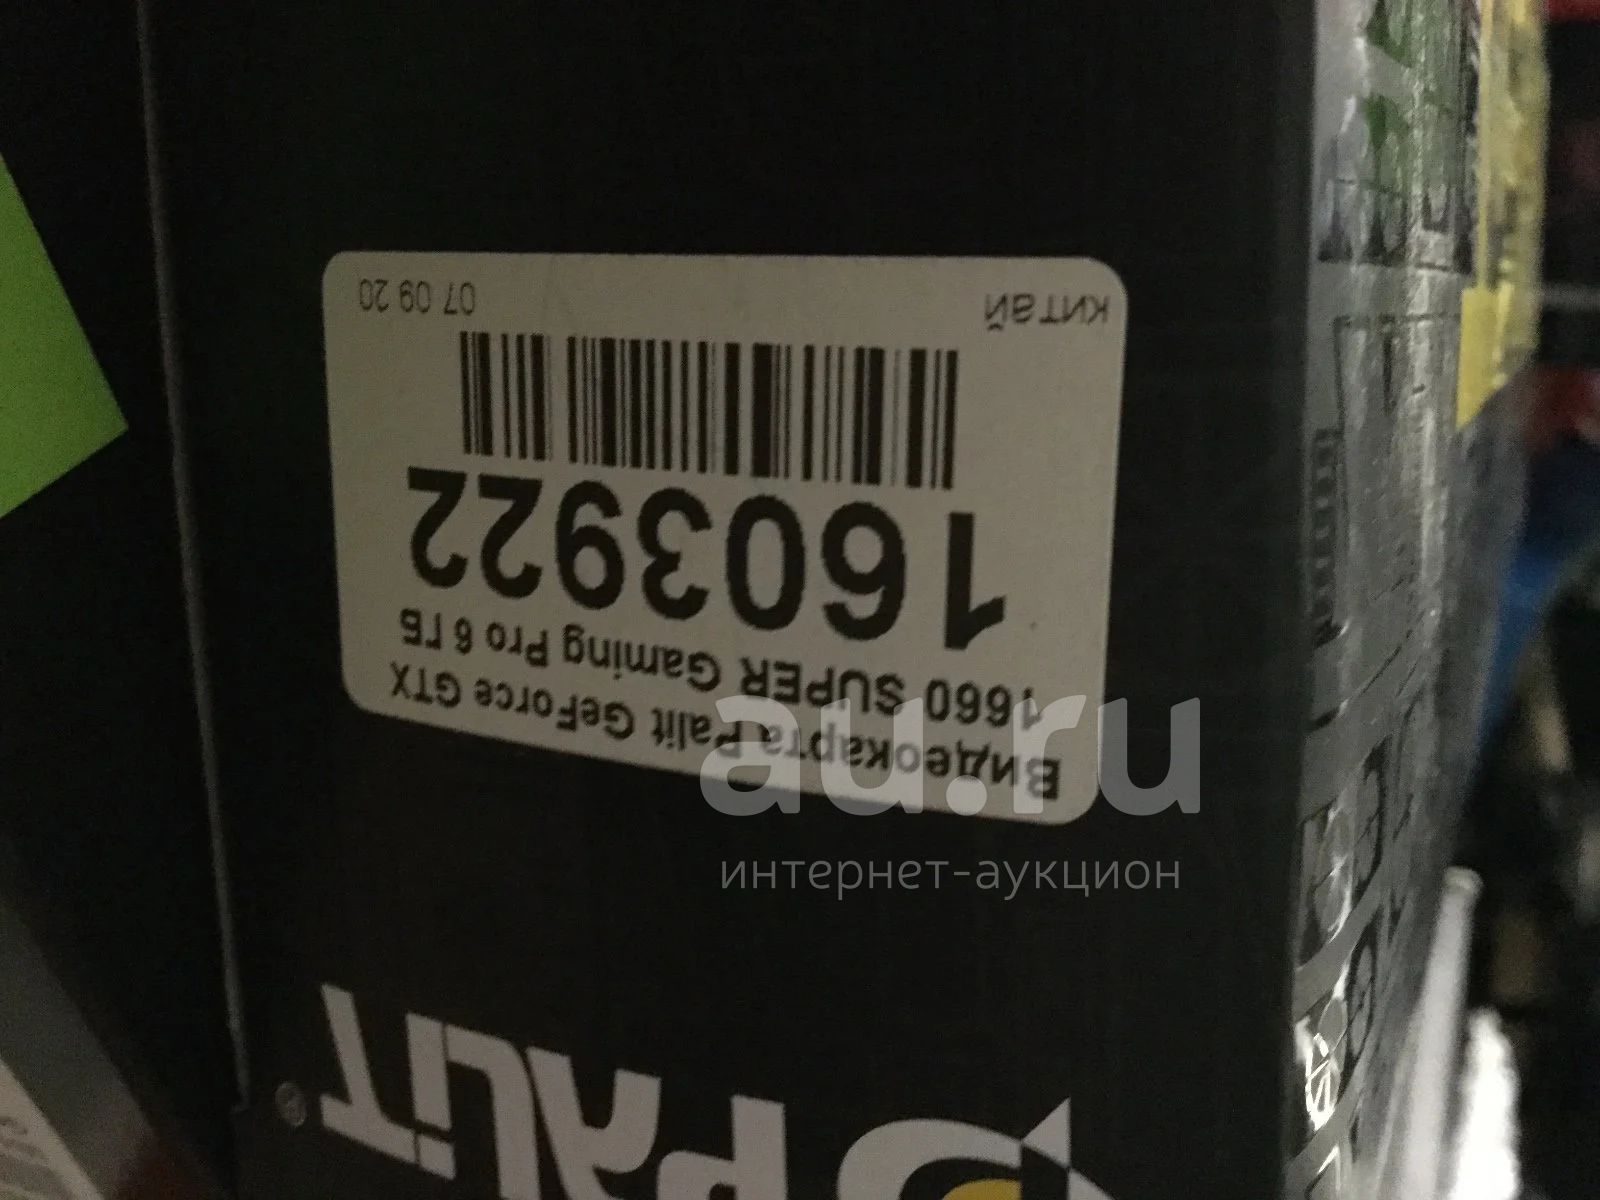 Видеокарта Palit GeForce GTX
1660 SUPER Gaming Pro 6 ГБ
1603922
китай
07 09 20
PALIT
au.ru
интернет-аукцион